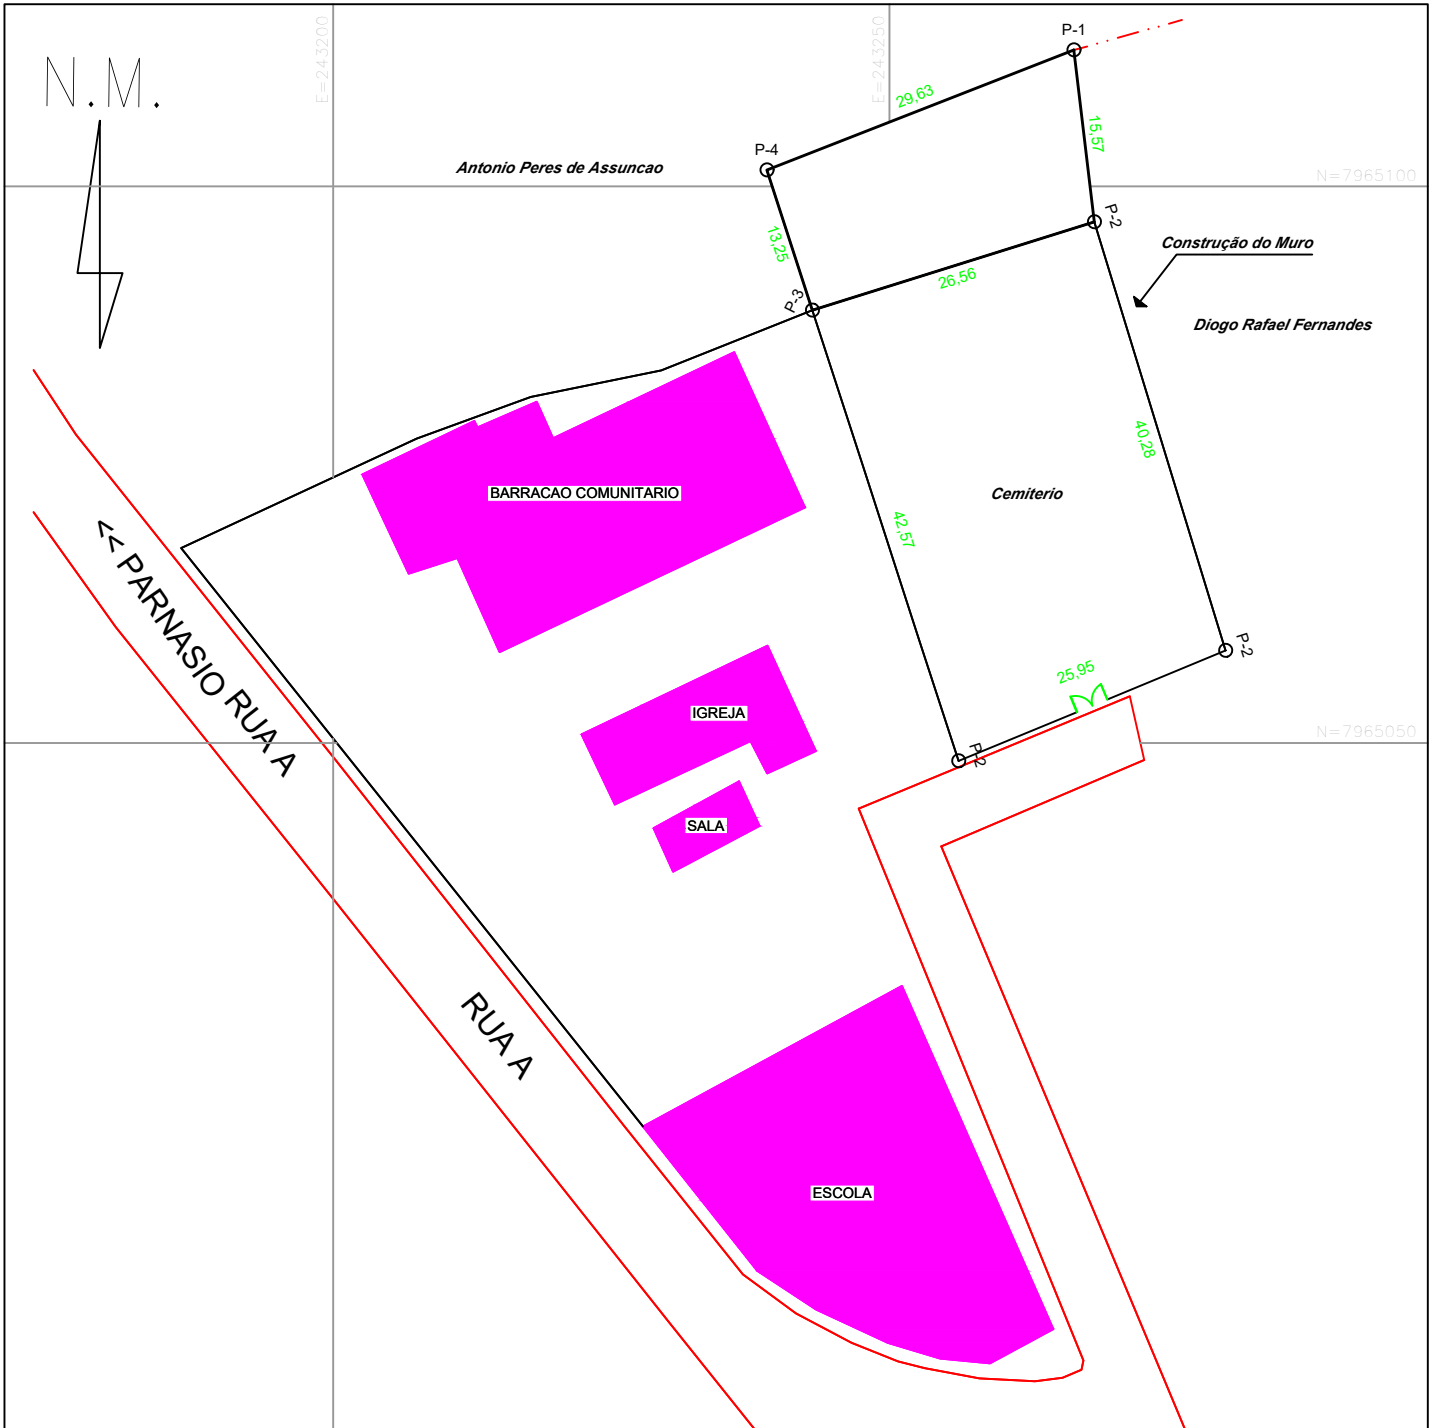 E=243200
E=243250
P-1
N.M.
29,63
15,57
P-4
Antonio Peres de Assuncao
N=7965100
P-2
13,25
Construção do Muro
26,56
P-3
Diogo Rafael Fernandes
40,28
BARRACAO COMUNITARIO
Cemiterio
42,57
<< PARNASIO RUA A
P-2
25,95
IGREJA
N=7965050
P-2
SALA
RUA A
ESCOLA